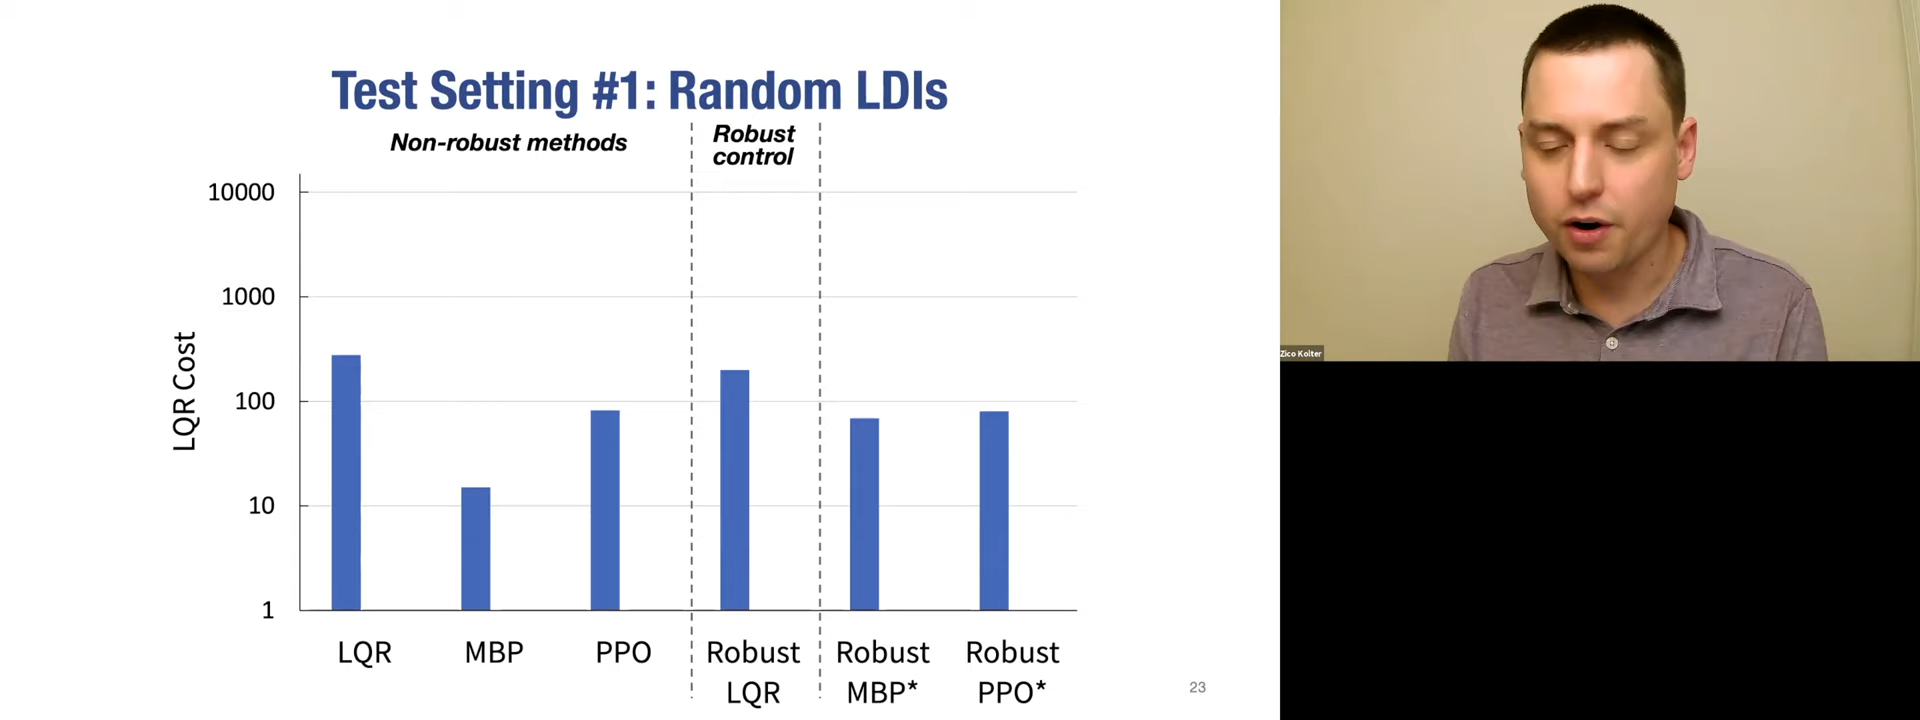 Test Setting #1: Random LDIs
Non-robust methods
Robust
control
10000
1000
100
10
1
LQR Cost
LQR
MBP
PPO
Robust
LQR
Robust
MBP*
Robust
PPO*
23
Zico Kolter